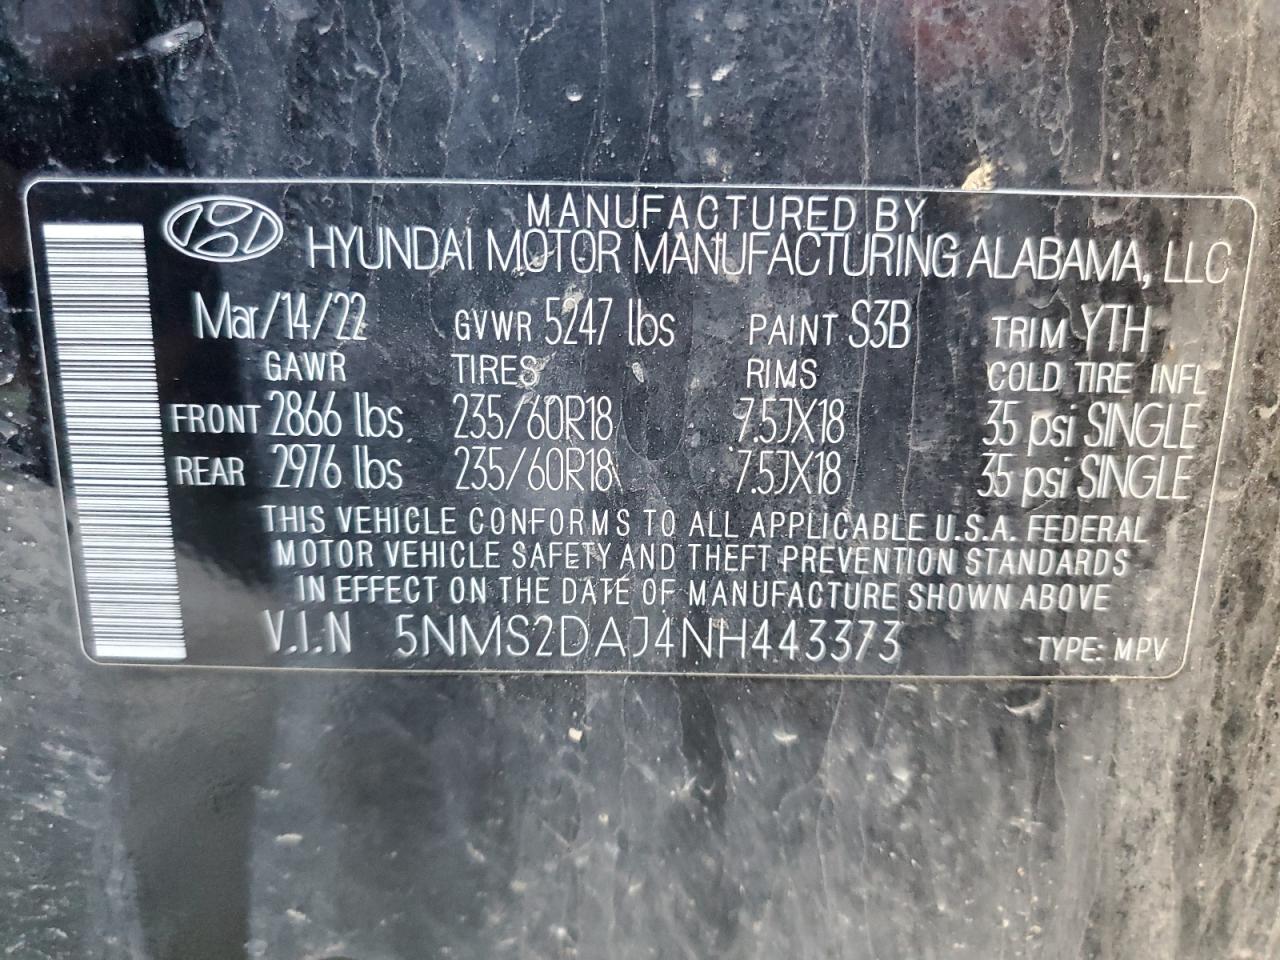 MANUFACTURED BY
HYUNDAI MOTOR MANUFACTURING ALABAMA, LLC
Mar/14/22 GVWR 5247 lbs PAINT S3B TRIM YTH
GAWR TIRES RIMS COLD TIRE INFL
FRONT 2866 lbs. 235/60R18 7.5JX18 35 psi SINGLE
REAR 2976 lbs 235/60R18 7.5JX18 35 psi SINGLE
THIS VEHICLE CONFORMS TO ALL APPLICABLE U.S.A. FEDERAL
MOTOR VEHICLE SAFETY AND THEFT PREVENTION STANDARDS
IN EFFECT ON THE DATE OF MANUFACTURE SHOWN ABOVE
V.I.N 5NMS2DAJ4NH443373 TYPE: MPV